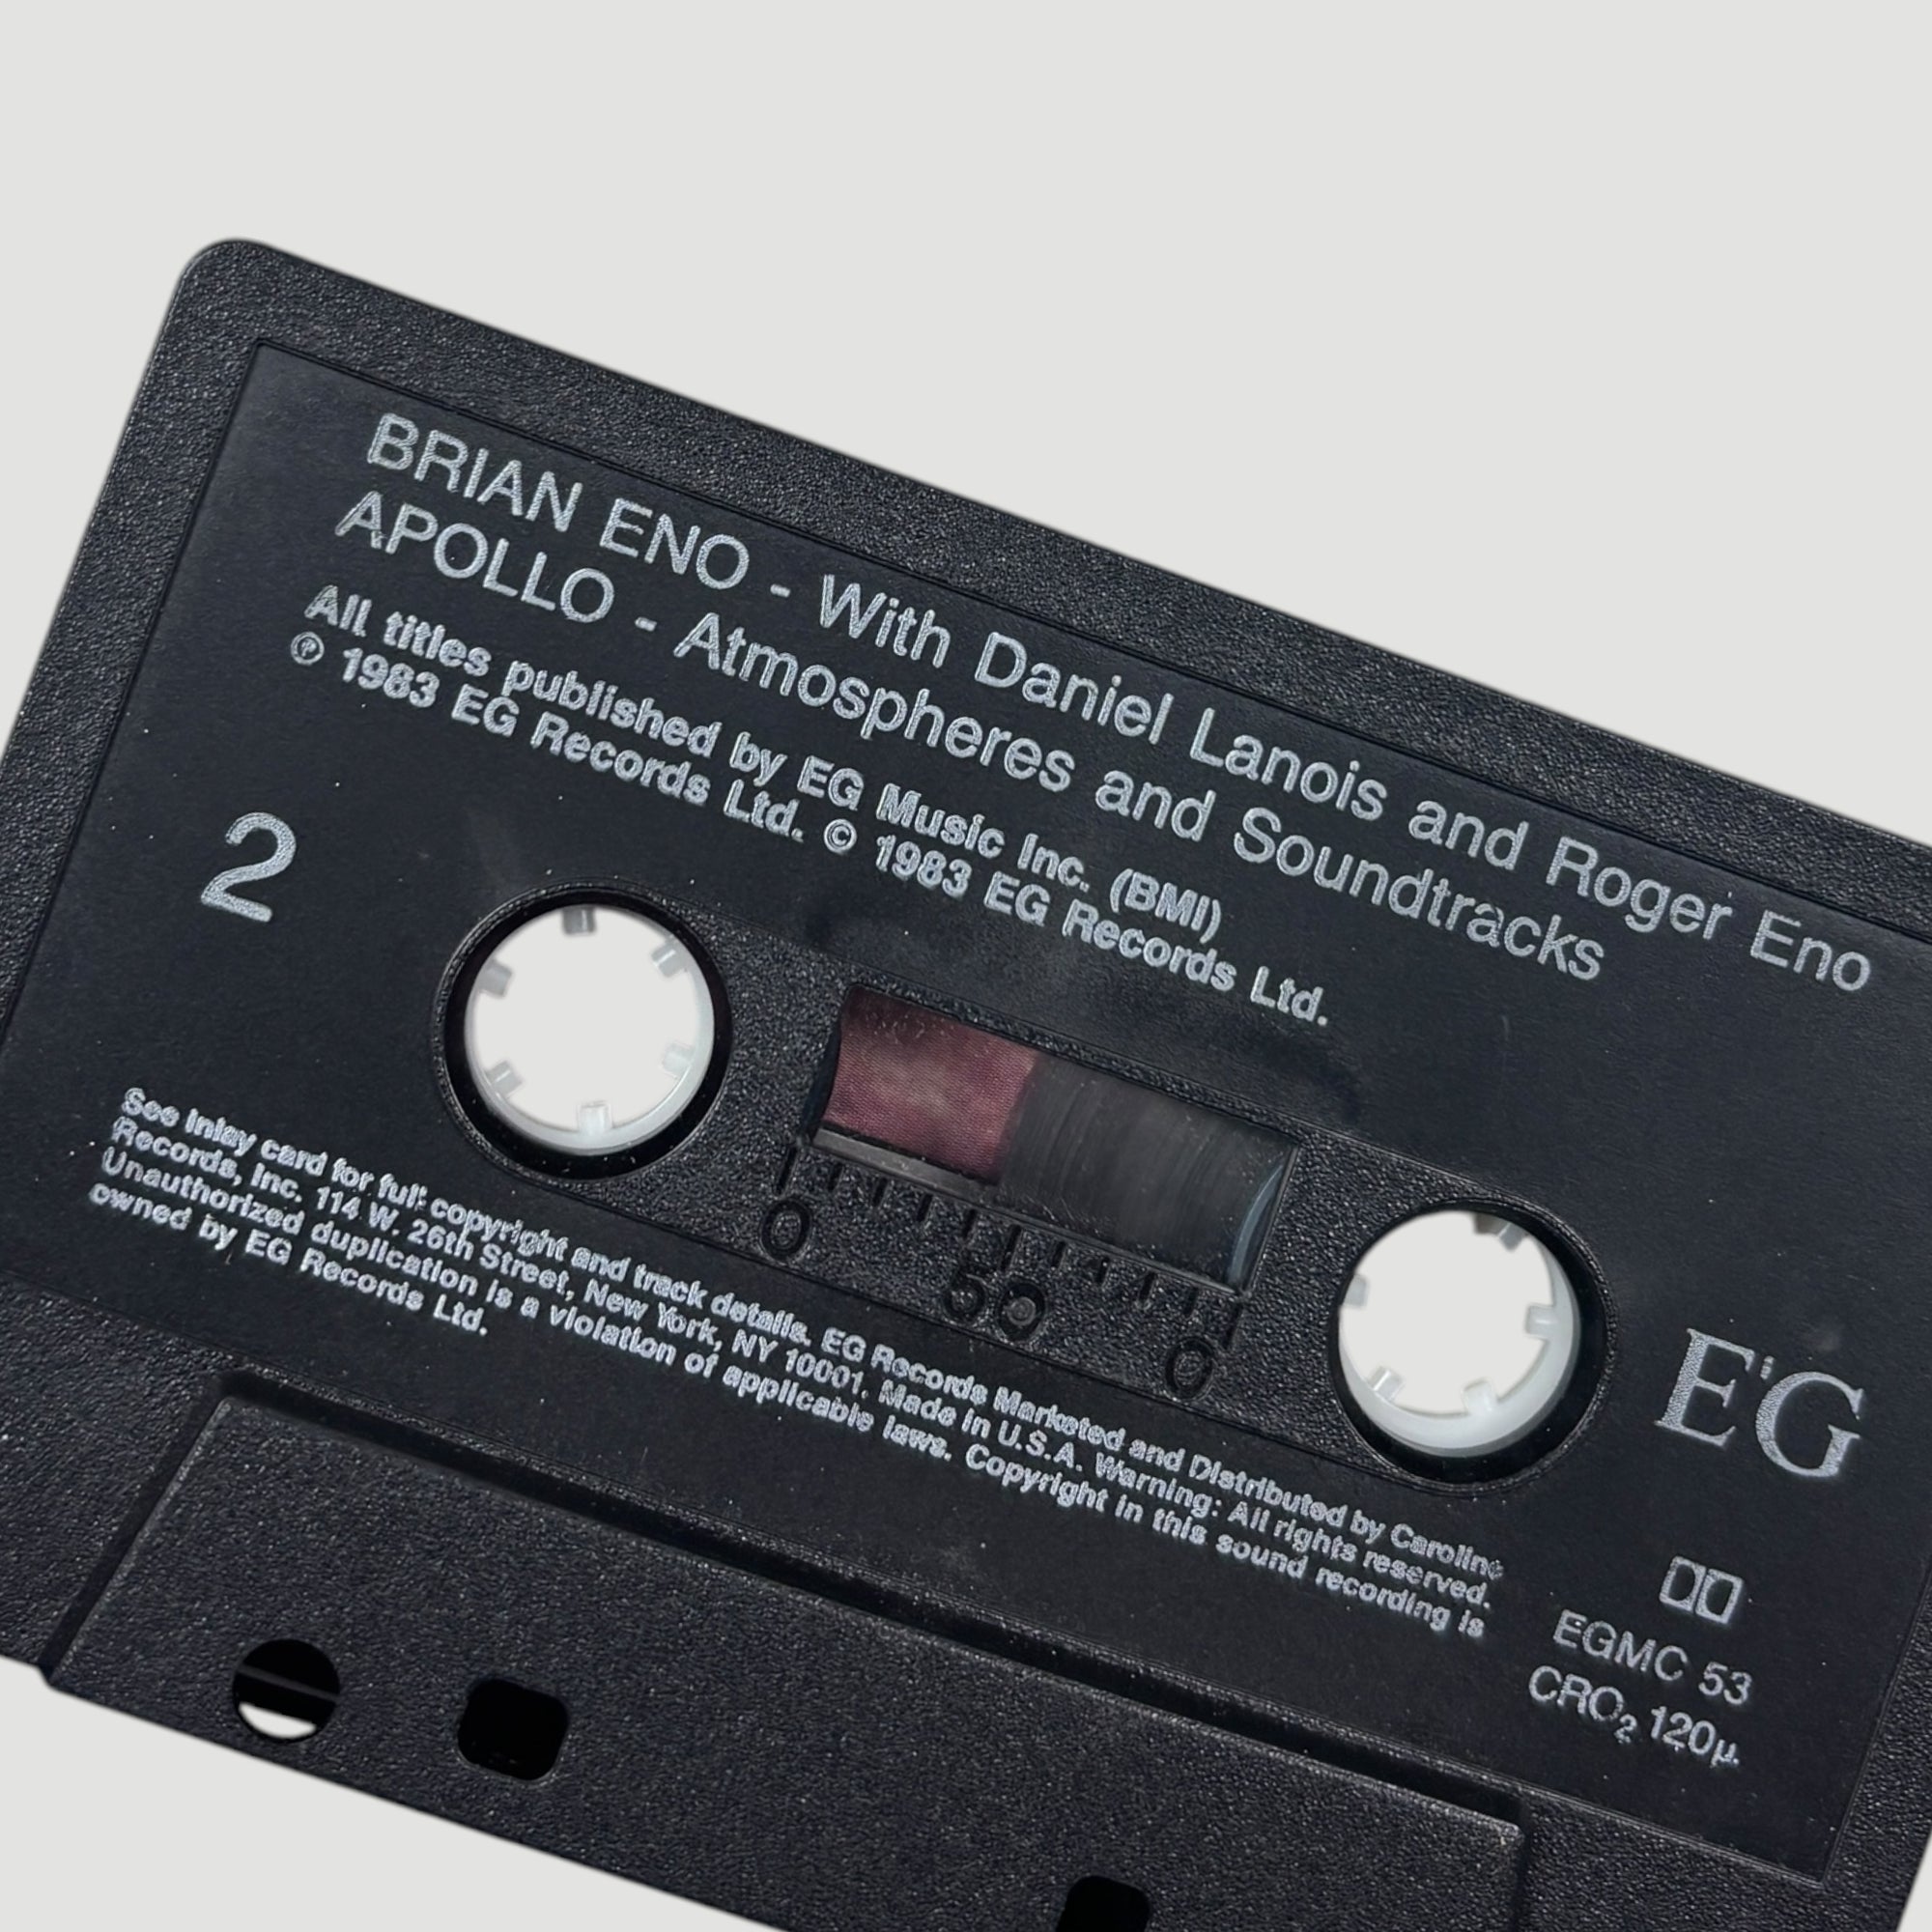 BRIAN ENO - With Daniel Lanois and Roger Eno
APOLLO - Atmospheres and Soundtracks
All titles published by EG Music Inc. (BMI)
℗ 1983 EG Records Ltd. © 1983 EG Records Ltd.
2
0 50 0
EG
See inlay card for full copyright and track details. EG Records Marketed and Distributed by Caroline
Records, Inc. 114 W. 26th Street, New York, NY 10001. Made in U.S.A. Warning: All rights reserved.
Unauthorized duplication is a violation of applicable laws. Copyright in this sound recording is
owned by EG Records Ltd.
EGMC 53
CRO₂ 120µ